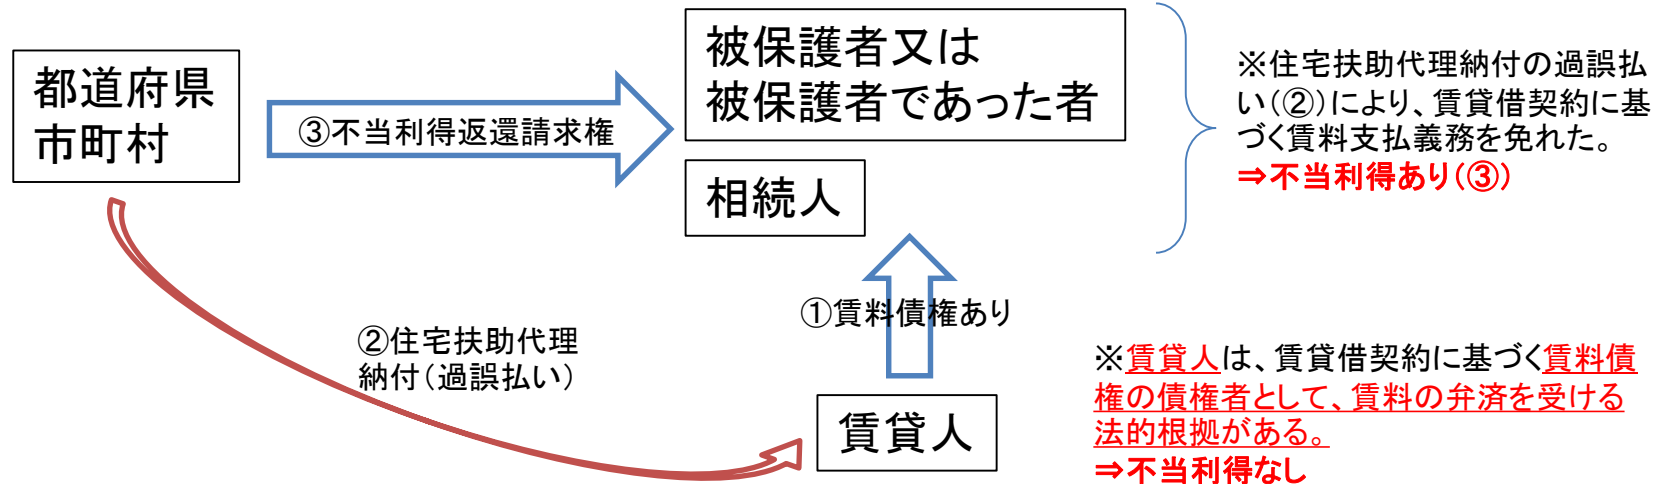 都道府県
市町村
③不当利得返還請求権
被保護者又は
被保護者であった者
相続人
※住宅扶助代理納付の過誤払
い(②)により、賃貸借契約に基
づく賃料支払義務を免れた。
⇒不当利得あり(③)
①賃料債権あり
②住宅扶助代理
納付(過誤払い)
賃貸人
※賃貸人は、賃貸借契約に基づく賃料債
権の債権者として、賃料の弁済を受ける
法的根拠がある。
⇒不当利得なし